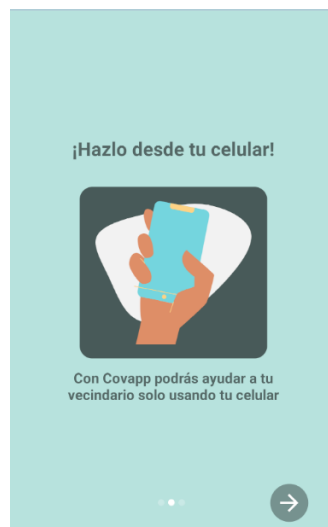 ¡Hazlo desde tu celular!
Con Covapp podrás ayudar a tu
vecindario solo usando tu celular